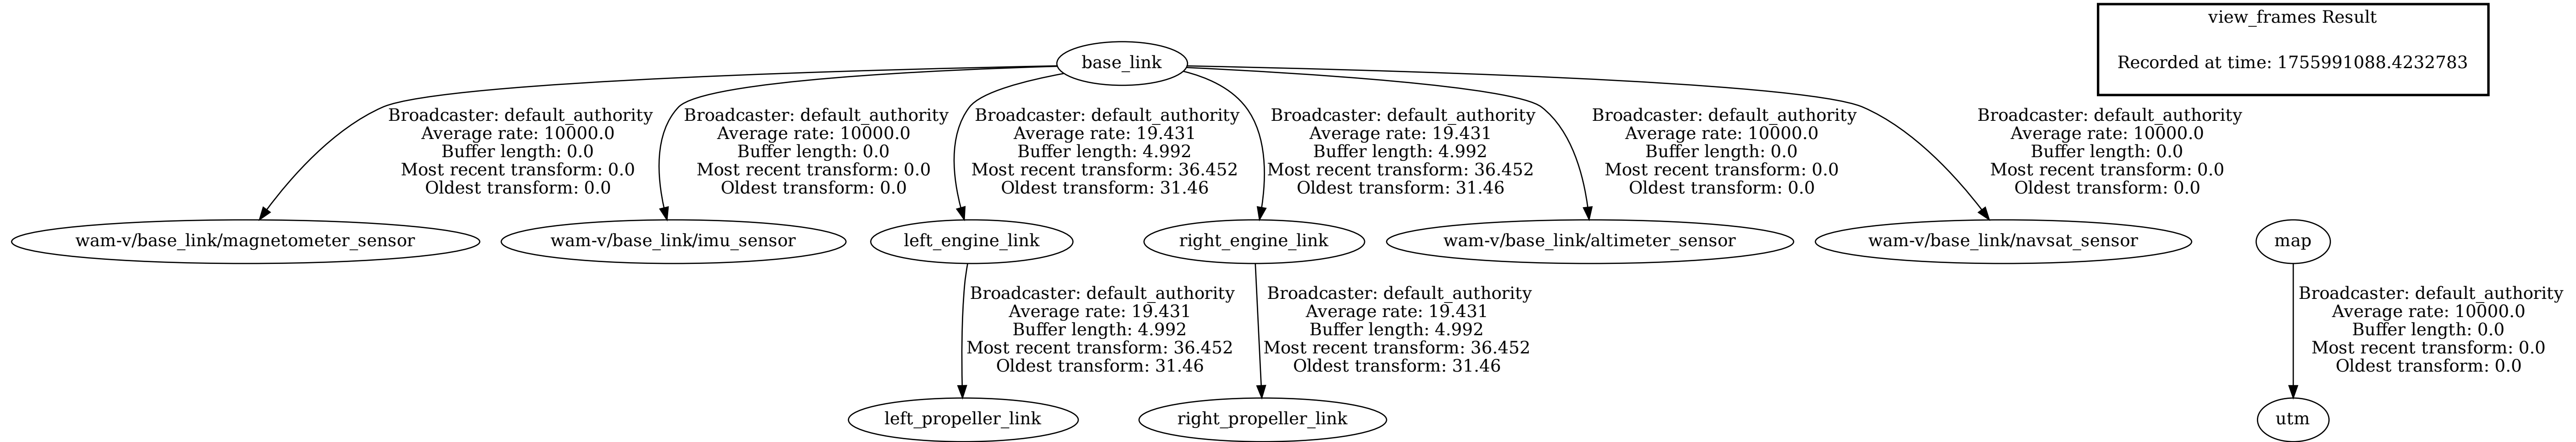 view_frames Result
Recorded at time: 1755991088.4232783
base_link
Broadcaster: default_authority
Average rate: 10000.0
Buffer length: 0.0
Most recent transform: 0.0
Oldest transform: 0.0
Broadcaster: default_authority
Average rate: 10000.0
Buffer length: 0.0
Most recent transform: 0.0
Oldest transform: 0.0
Broadcaster: default_authority
Average rate: 19.431
Buffer length: 4.992
Most recent transform: 36.452
Oldest transform: 31.46
Broadcaster: default_authority
Average rate: 19.431
Buffer length: 4.992
Most recent transform: 36.452
Oldest transform: 31.46
Broadcaster: default_authority
Average rate: 10000.0
Buffer length: 0.0
Most recent transform: 0.0
Oldest transform: 0.0
Broadcaster: default_authority
Average rate: 10000.0
Buffer length: 0.0
Most recent transform: 0.0
Oldest transform: 0.0
wam-v/base_link/magnetometer_sensor
wam-v/base_link/imu_sensor
left_engine_link
right_engine_link
wam-v/base_link/altimeter_sensor
wam-v/base_link/navsat_sensor
map
Broadcaster: default_authority
Average rate: 19.431
Buffer length: 4.992
Most recent transform: 36.452
Oldest transform: 31.46
Broadcaster: default_authority
Average rate: 19.431
Buffer length: 4.992
Most recent transform: 36.452
Oldest transform: 31.46
Broadcaster: default_authority
Average rate: 10000.0
Buffer length: 0.0
Most recent transform: 0.0
Oldest transform: 0.0
left_propeller_link
right_propeller_link
utm